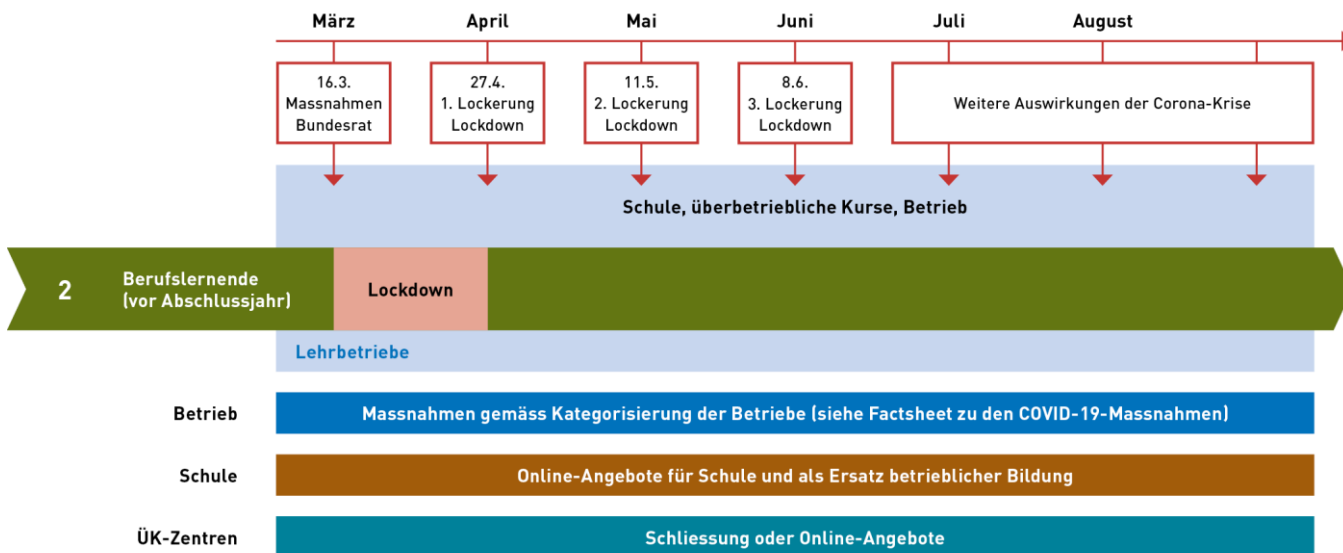 März April Mai Juni Juli August
16.3.
Massnahmen
Bundesrat
27.4.
1. Lockerung
Lockdown
11.5.
2. Lockerung
Lockdown
8.6.
3. Lockerung
Lockdown
Weitere Auswirkungen der Corona-Krise
Schule, überbetriebliche Kurse, Betrieb
2
Berufslernende
(vor Abschlussjahr)
Lockdown
Lehrbetriebe
Betrieb
Massnahmen gemäss Kategorisierung der Betriebe (siehe Factsheet zu den COVID-19-Massnahmen)
Schule
Online-Angebote für Schule und als Ersatz betrieblicher Bildung
ÜK-Zentren
Schliessung oder Online-Angebote